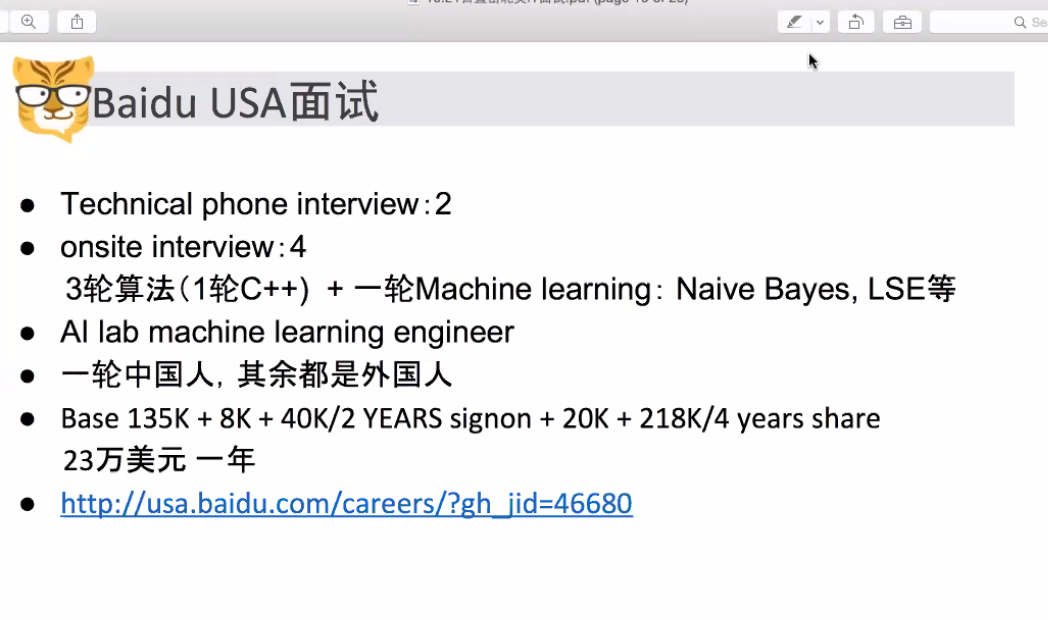 Baidu USA面试
● Technical phone interview：2
● onsite interview：4
3轮算法（1轮C++) + 一轮Machine learning：Naive Bayes, LSE等
● AI lab machine learning engineer
● 一轮中国人，其余都是外国人
● Base 135K + 8K + 40K/2 YEARS signon + 20K + 218K/4 years share
23万美元 一年
● http://usa.baidu.com/careers/?gh_jid=46680